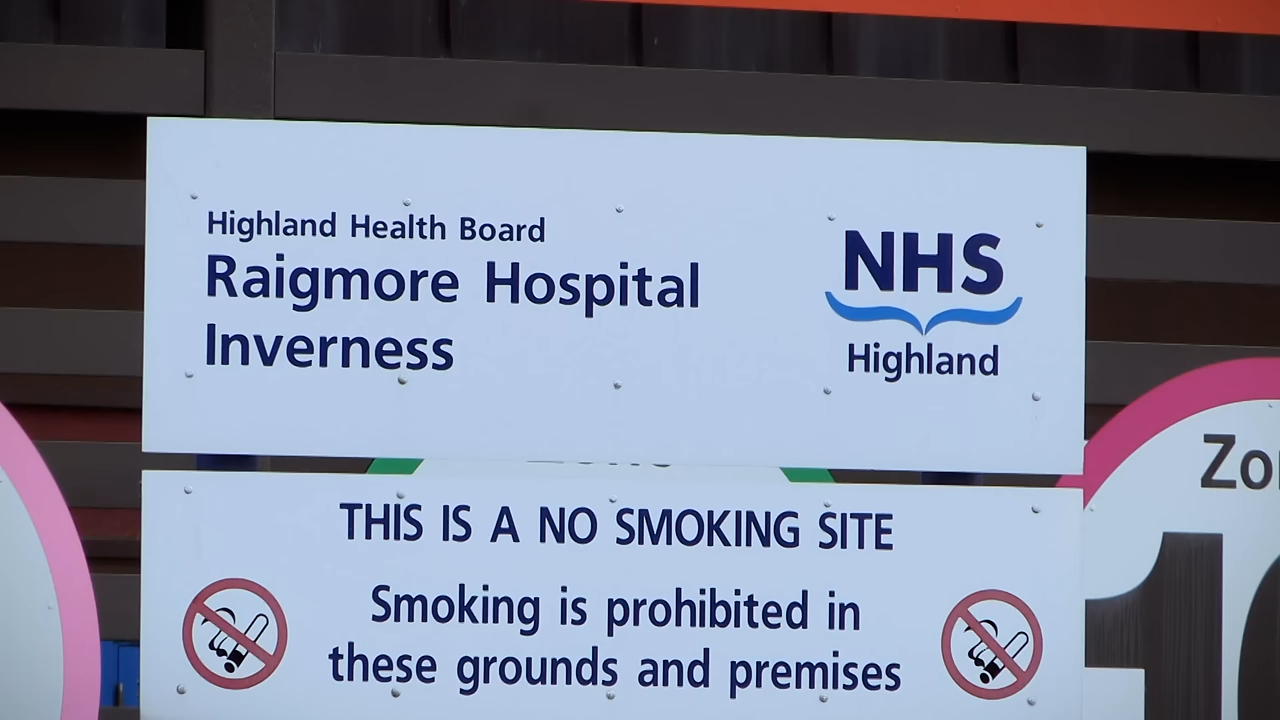 Highland Health Board
Raigmore Hospital
Inverness
NHS
Highland
THIS IS A NO SMOKING SITE
Smoking is prohibited in
these grounds and premises